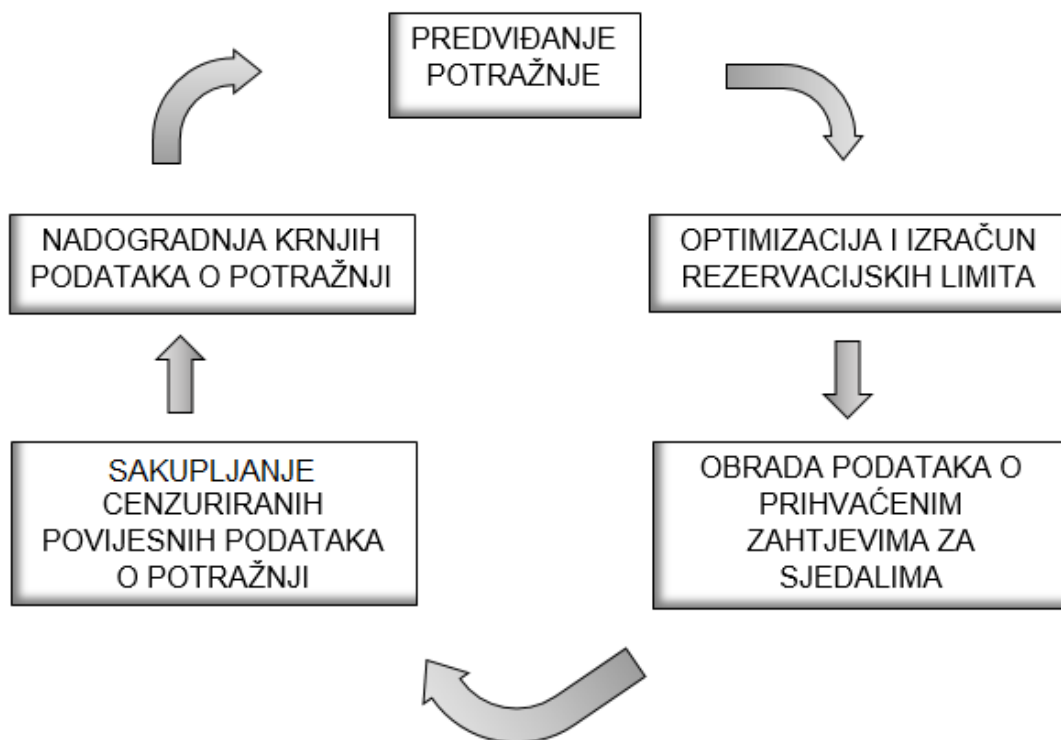 PREDVIĐANJE
POTRAŽNJE
OPTIMIZACIJA I IZRAČUN
REZERVACIJSKIH LIMITA
OBRADA PODATAKA O
PRIHVAĆENIM
ZAHTJEVIMA ZA
SJEDALIMA
SAKUPLJANJE
CENZURIRANIH
POVIJESNIH PODATAKA
O POTRAŽNJI
NADOGRADNJA KRNJIH
PODATAKA O POTRAŽNJI